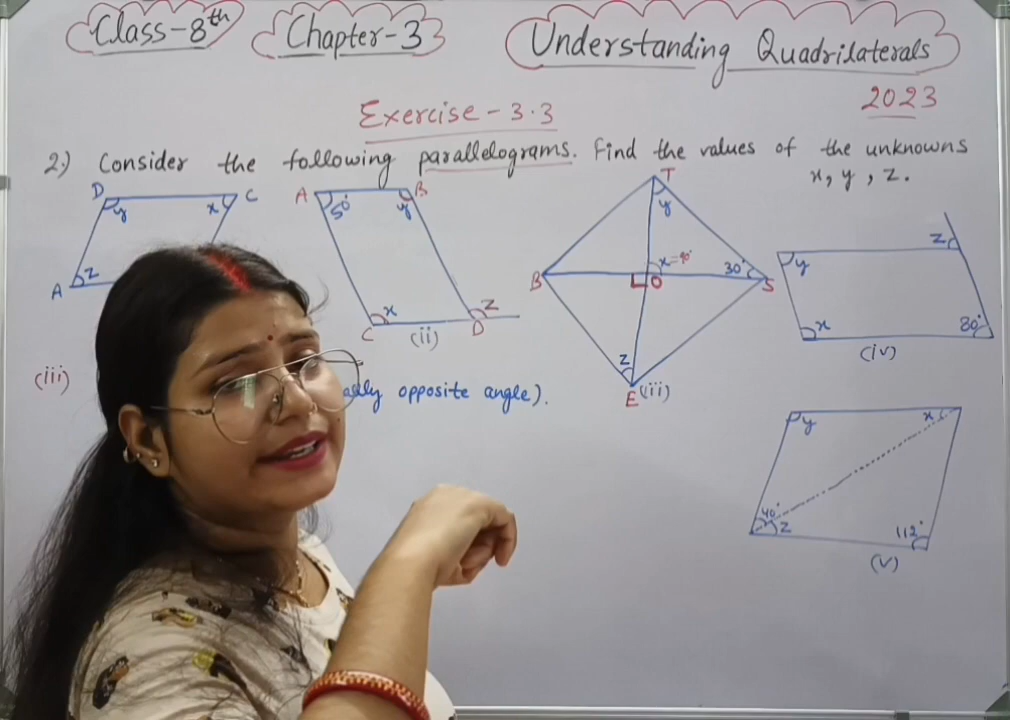 Class-8th Chapter-3 Understanding Quadrilaterals
2023
Exercise - 3.3
2.) Consider the following parallelograms. Find the values of the unknowns
x, y, z.
D y x C
z A
A 50° y B
x z
C D
(ii)
T
y
x=90°
B O 30° S
z
E (iii)
z
y
x 80°
(iv)
(iii)
opposite angle).
y x
40° z 112°
(v)